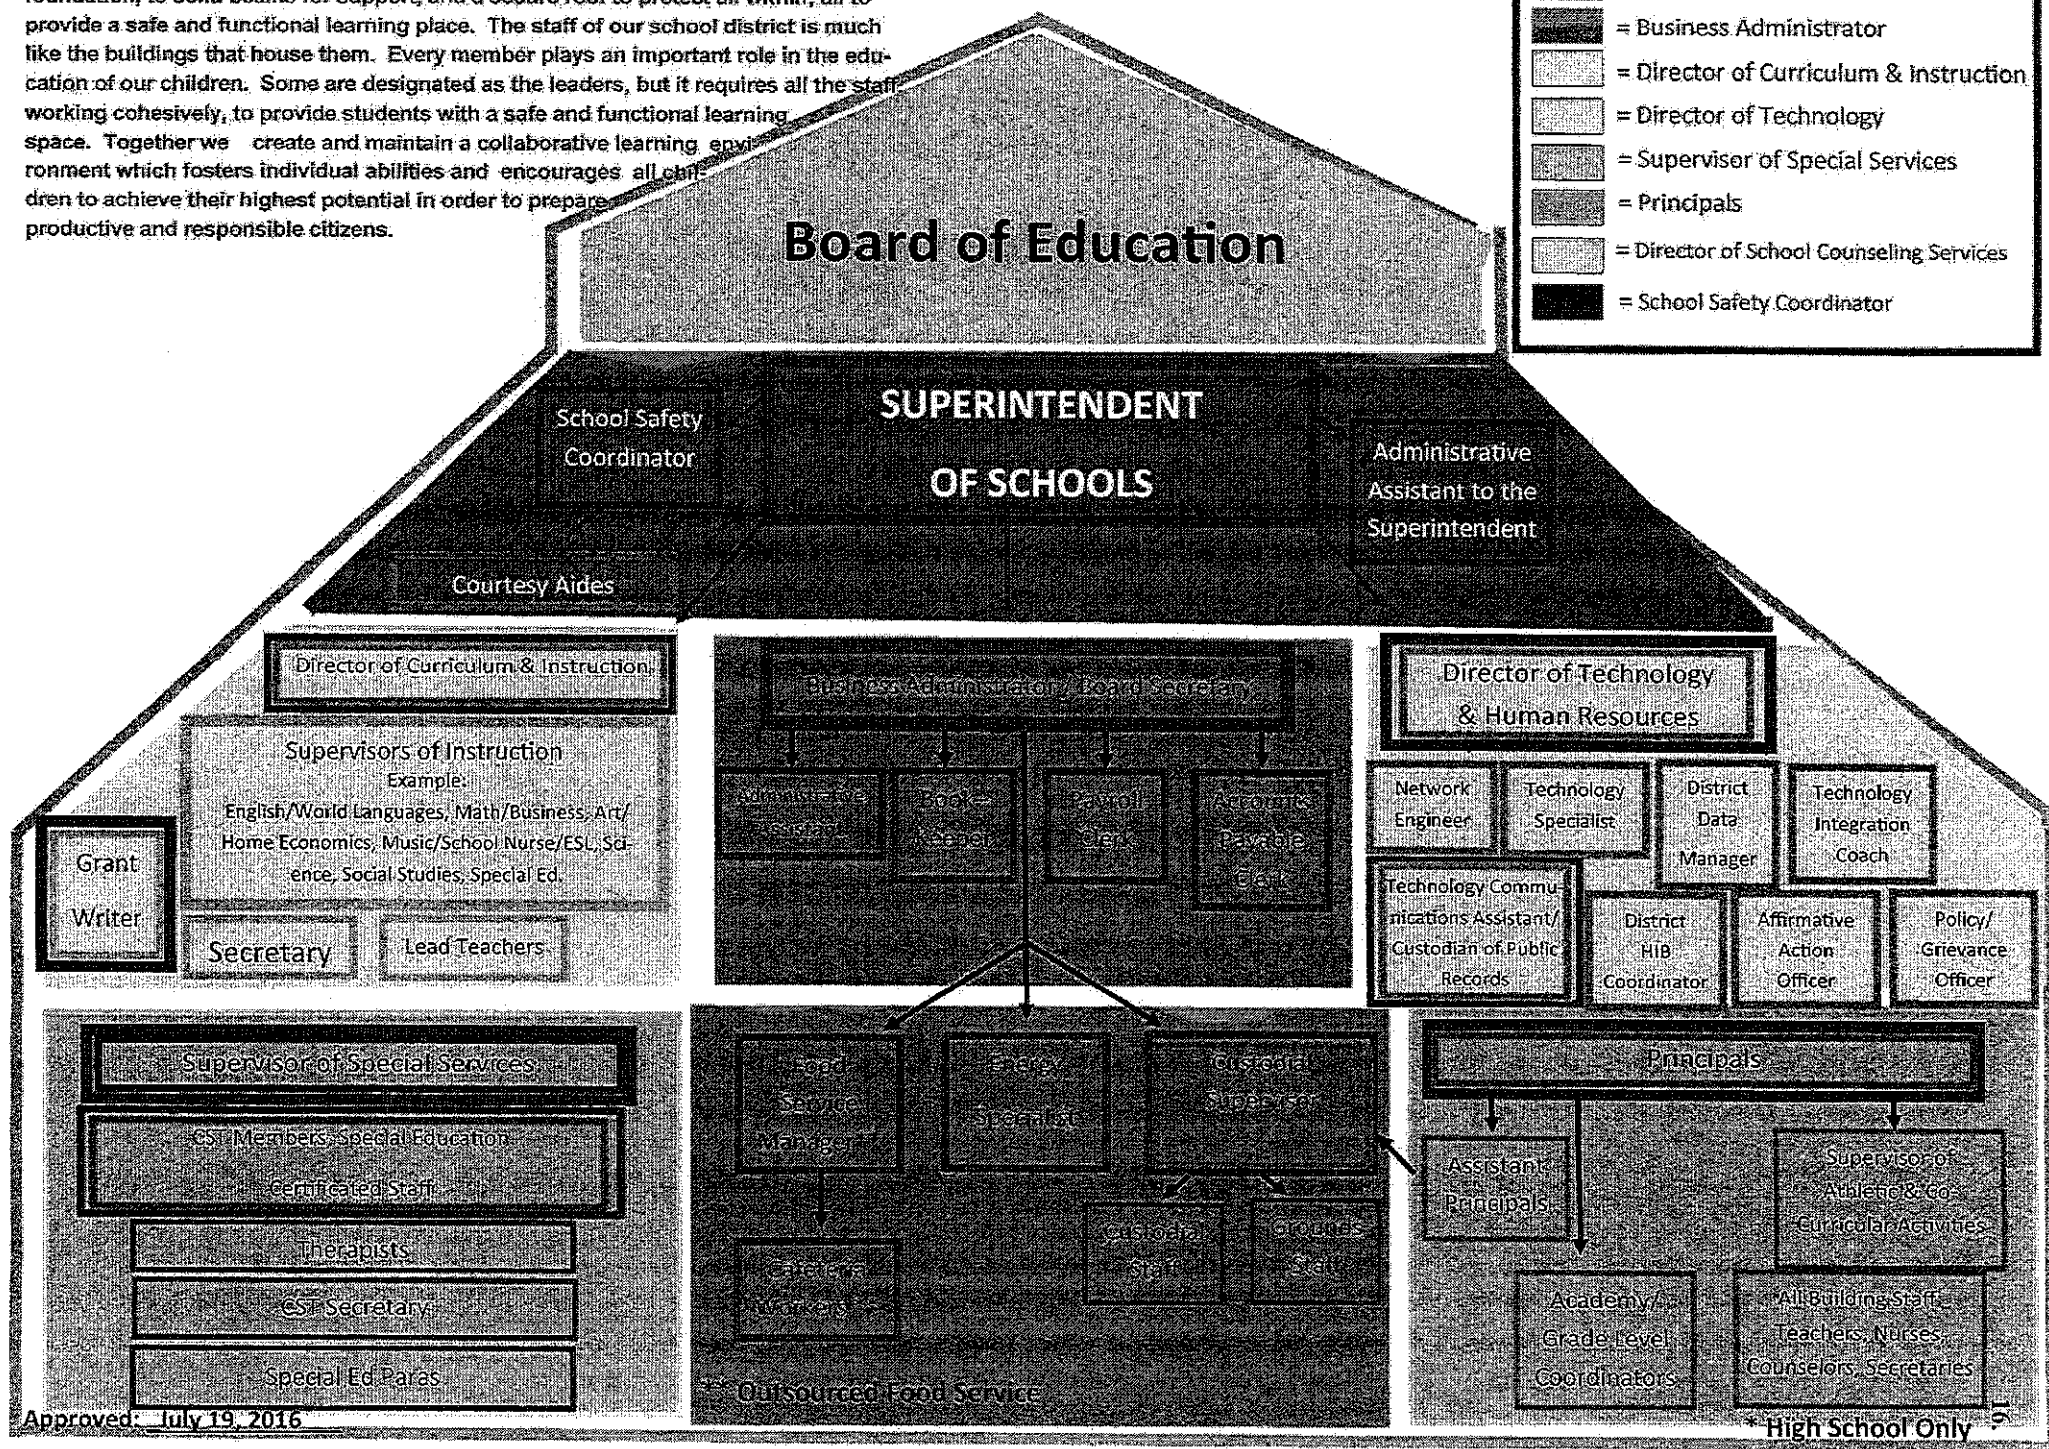 provide a safe and functional learning place. The staff of our school district is much
like the buildings that house them. Every member plays an important role in the edu-
cation of our children. Some are designated as the leaders, but it requires all the staff
working cohesively, to provide students with a safe and functional learning
space. Together we create and maintain a collaborative learning envi
ronment which fosters individual abilities and encourages all chil-
dren to achieve their highest potential in order to prepare
productive and responsible citizens.
= Business Administrator
= Director of Curriculum & Instruction
= Director of Technology
= Supervisor of Special Services
= Principals
= Director of School Counseling Services
= School Safety Coordinator
Board of Education
SUPERINTENDENT
OF SCHOOLS
School Safety
Coordinator
Administrative
Assistant to the
Superintendent
Courtesy Aides
Director of Curriculum & Instruction
Supervisors of Instruction
Example:
English/World Languages, Math/Business, Art/
Home Economics, Music/School Nurse/ESL, Sci-
ence, Social Studies, Special Ed.
Grant
Writer
Secretary
Lead Teachers
Business Administrator / Board Secretary
Administrative
Assistant
Book-
Keeper
Payroll
Clerk
Accounts
Payable
Clerk
Director of Technology
& Human Resources
Network
Engineer
Technology
Specialist
District
Data
Manager
Technology
Integration
Coach
Technology Commu-
nications Assistant/
Custodian of Public
Records
District
HIB
Coordinator
Affirmative
Action
Officer
Policy/
Grievance
Officer
Supervisor of Special Services
CST Members, Special Education
Certificated Staff
Therapists
CST Secretary
Special Ed Paras
Food
Service
Manager**
Energy
Specialist
Custodial
Supervisor
Cafeteria
Workers**
Custodial
Staff
Grounds
Staff
** Outsourced Food Service
Principals
Assistant
Principals
Supervisor of
Athletic & Co-
Curricular Activities
Academy/
Grade Level
Coordinators
All Building Staff
Teachers, Nurses
Counselors, Secretaries
Approved: July 19, 2016
* High School Only
16.